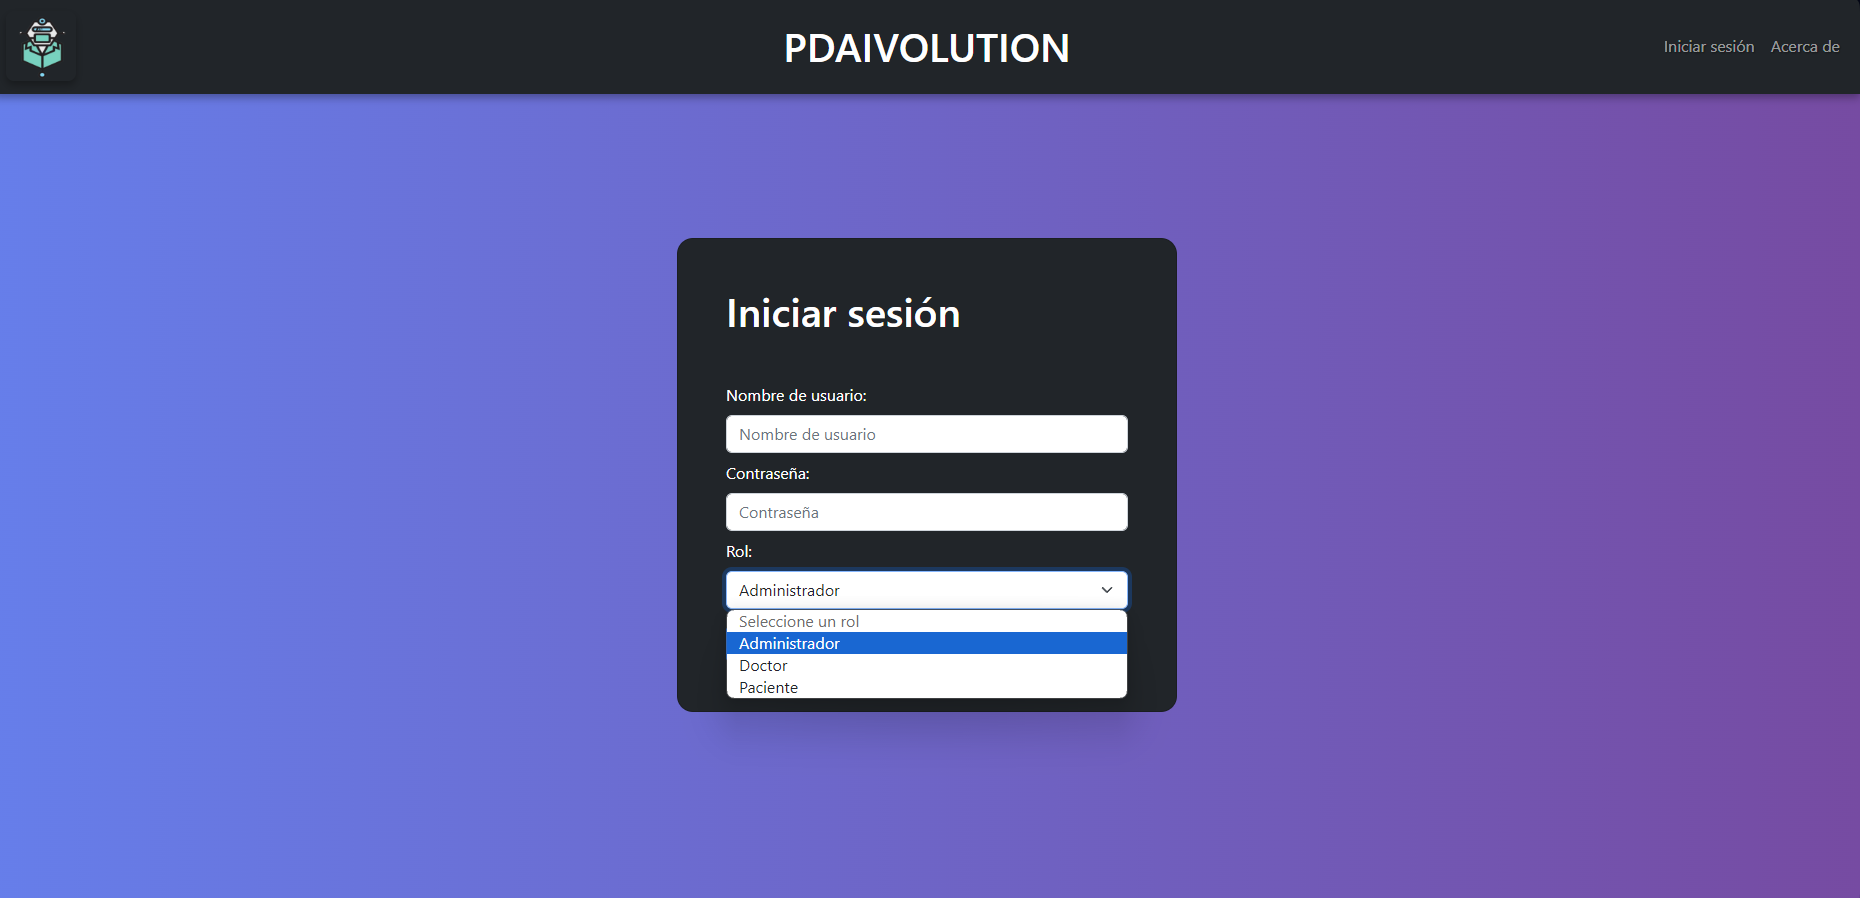 PDAIVOLUTION
Iniciar sesión
Acerca de
Iniciar sesión
Nombre de usuario:
Nombre de usuario
Contraseña:
Contraseña
Rol:
Administrador
Seleccione un rol
Administrador
Doctor
Paciente